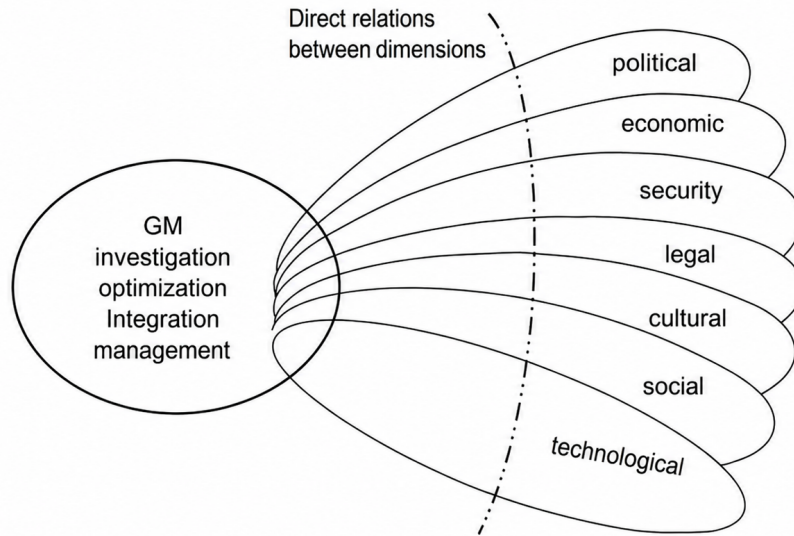 Direct relations
between dimensions
political
economic
security
legal
cultural
social
technological
GM
investigation
optimization
Integration
management